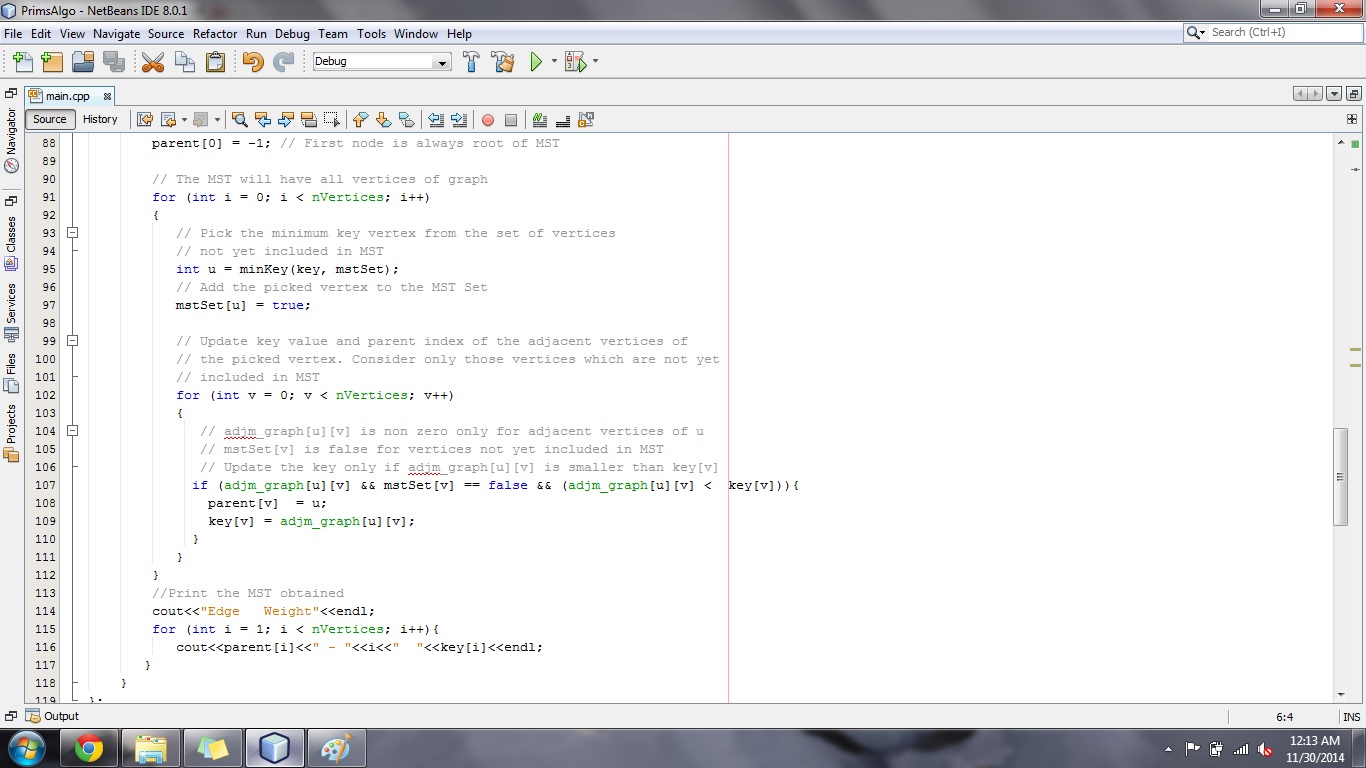 PrimsAlgo - NetBeans IDE 8.0.1
File Edit View Navigate Source Refactor Run Debug Team Tools Window Help
Search (Ctrl+I)
Debug
main.cpp
Source History
Navigator
Classes
Services
Files
Projects
88 parent[0] = -1; // First node is always root of MST
89
90 // The MST will have all vertices of graph
91 for (int i = 0; i < nVertices; i++)
92 {
93 // Pick the minimum key vertex from the set of vertices
94 // not yet included in MST
95 int u = minKey(key, mstSet);
96 // Add the picked vertex to the MST Set
97 mstSet[u] = true;
98
99 // Update key value and parent index of the adjacent vertices of
100 // the picked vertex. Consider only those vertices which are not yet
101 // included in MST
102 for (int v = 0; v < nVertices; v++)
103 {
104 // adjm_graph[u][v] is non zero only for adjacent vertices of u
105 // mstSet[v] is false for vertices not yet included in MST
106 // Update the key only if adjm_graph[u][v] is smaller than key[v]
107 if (adjm_graph[u][v] && mstSet[v] == false && (adjm_graph[u][v] <  key[v])){
108 parent[v]  = u;
109 key[v] = adjm_graph[u][v];
110 }
111 }
112 }
113 //Print the MST obtained
114 cout<<"Edge   Weight"<<endl;
115 for (int i = 1; i < nVertices; i++){
116 cout<<parent[i]<<" - "<<i<<"  "<<key[i]<<endl;
117 }
118 }
119 };
Output
6:4 INS
12:13 AM
11/30/2014